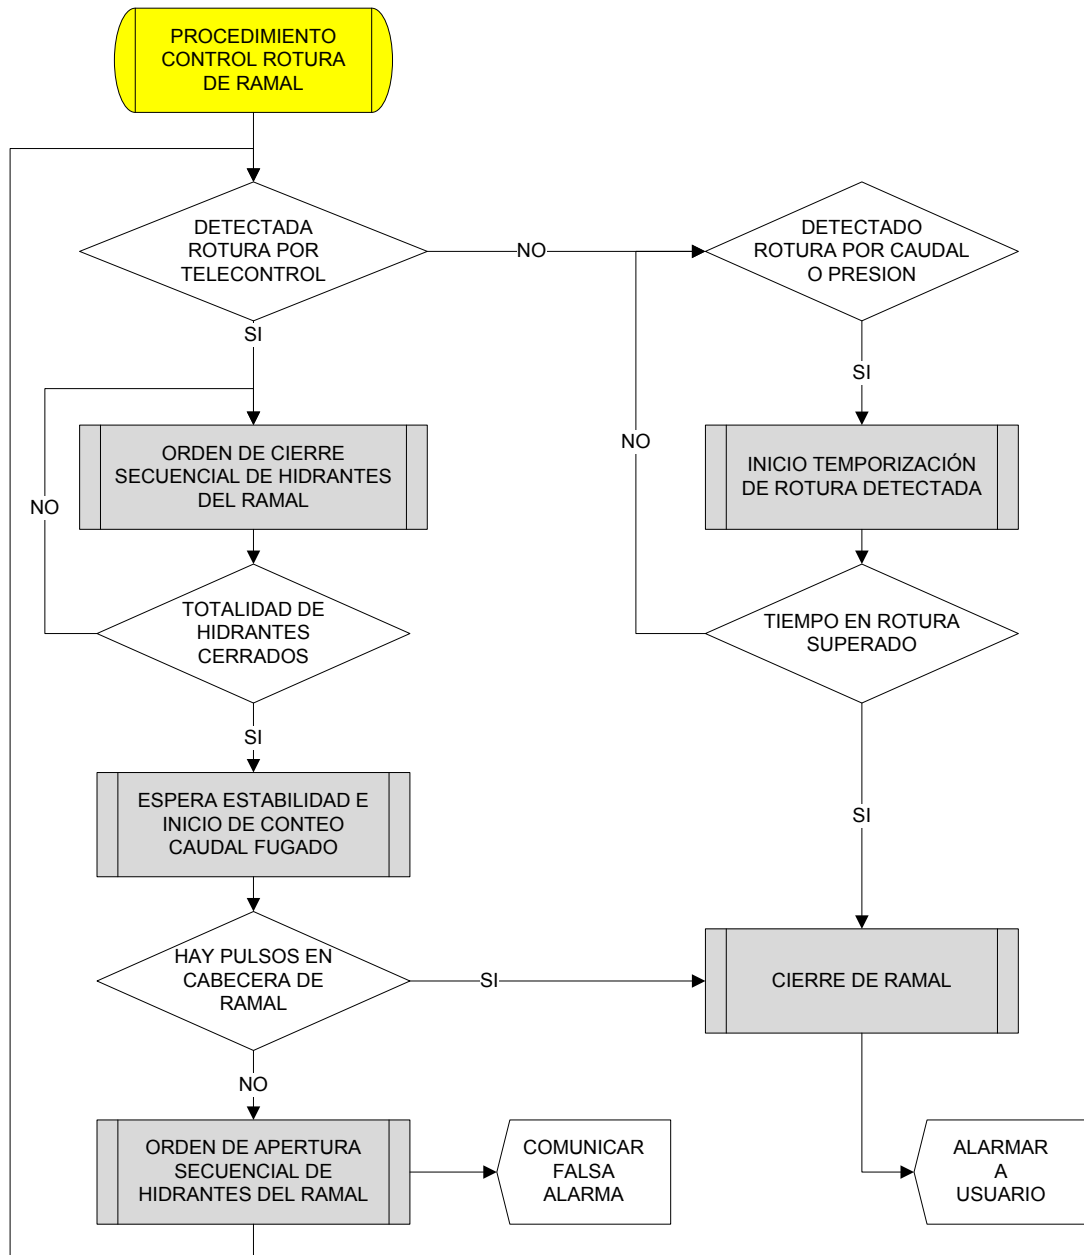 PROCEDIMIENTO
CONTROL ROTURA
DE RAMAL
DETECTADA
ROTURA POR
TELECONTROL
NO
DETECTADO
ROTURA POR CAUDAL
O PRESION
SI
SI
ORDEN DE CIERRE
SECUENCIAL DE HIDRANTES
DEL RAMAL
NO
INICIO TEMPORIZACIÓN
DE ROTURA DETECTADA
NO
TOTALIDAD DE
HIDRANTES
CERRADOS
TIEMPO EN ROTURA
SUPERADO
SI
ESPERA ESTABILIDAD E
INICIO DE CONTEO
CAUDAL FUGADO
SI
HAY PULSOS EN
CABECERA DE
RAMAL
SI
CIERRE DE RAMAL
NO
ORDEN DE APERTURA
SECUENCIAL DE
HIDRANTES DEL RAMAL
COMUNICAR
FALSA
ALARMA
ALARMAR
A
USUARIO